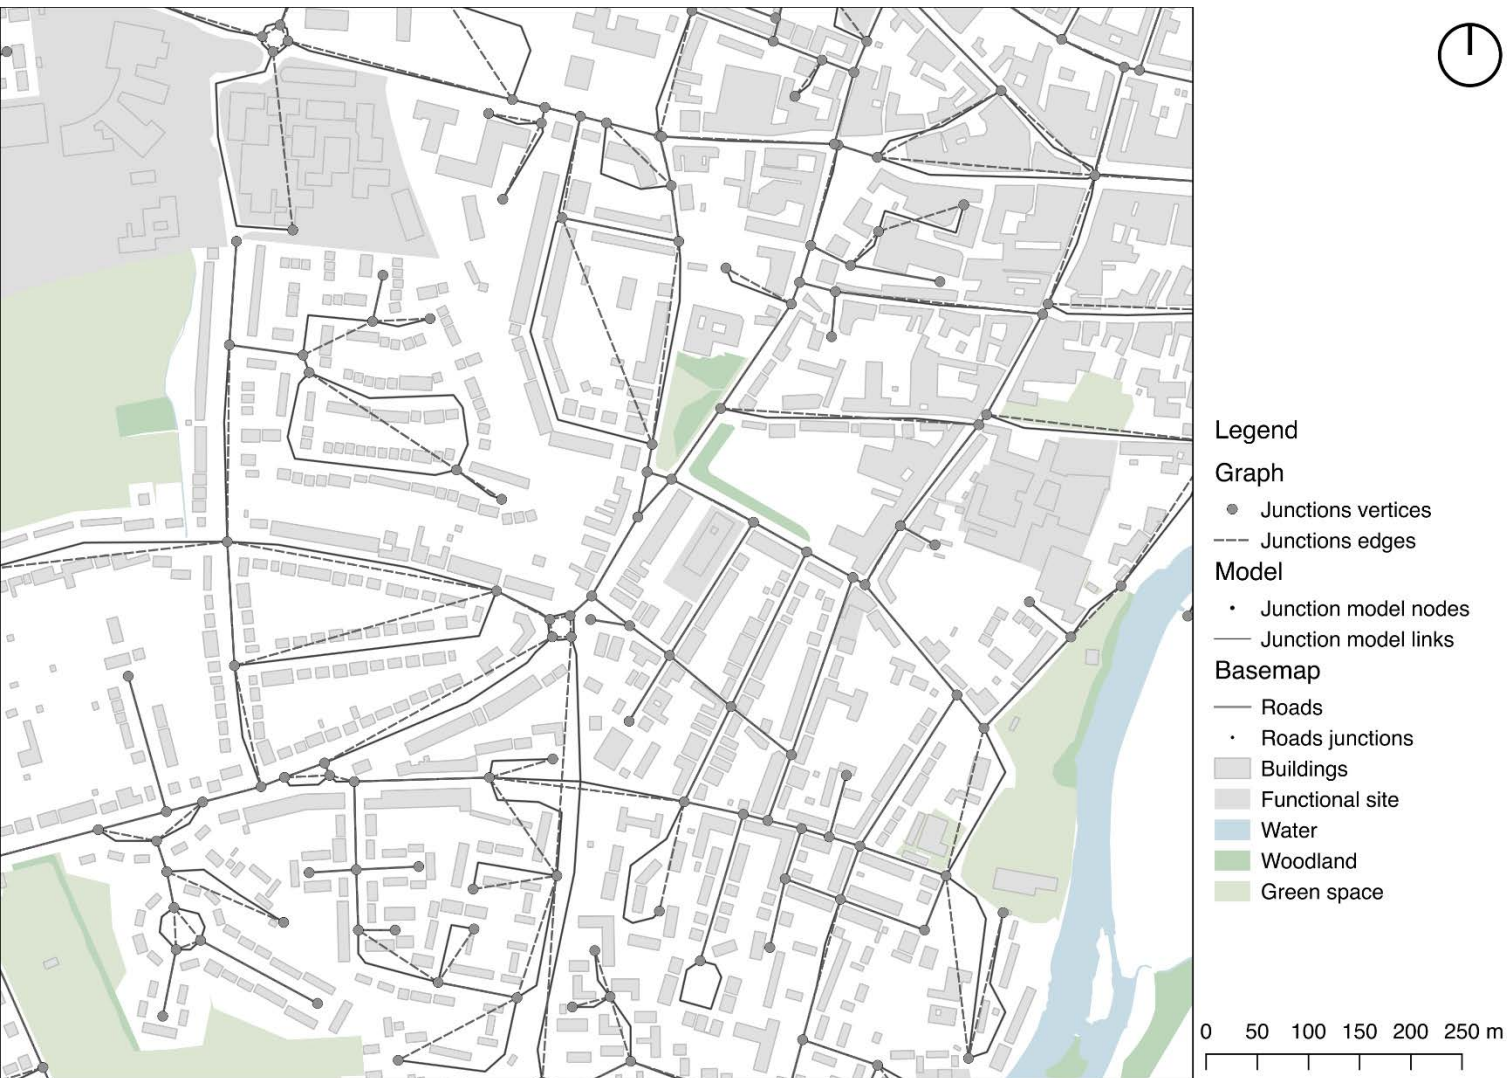 Legend
Graph
Junctions vertices
Junctions edges
Model
Junction model nodes
Junction model links
Basemap
Roads
Roads junctions
Buildings
Functional site
Water
Woodland
Green space
0 50 100 150 200 250 m